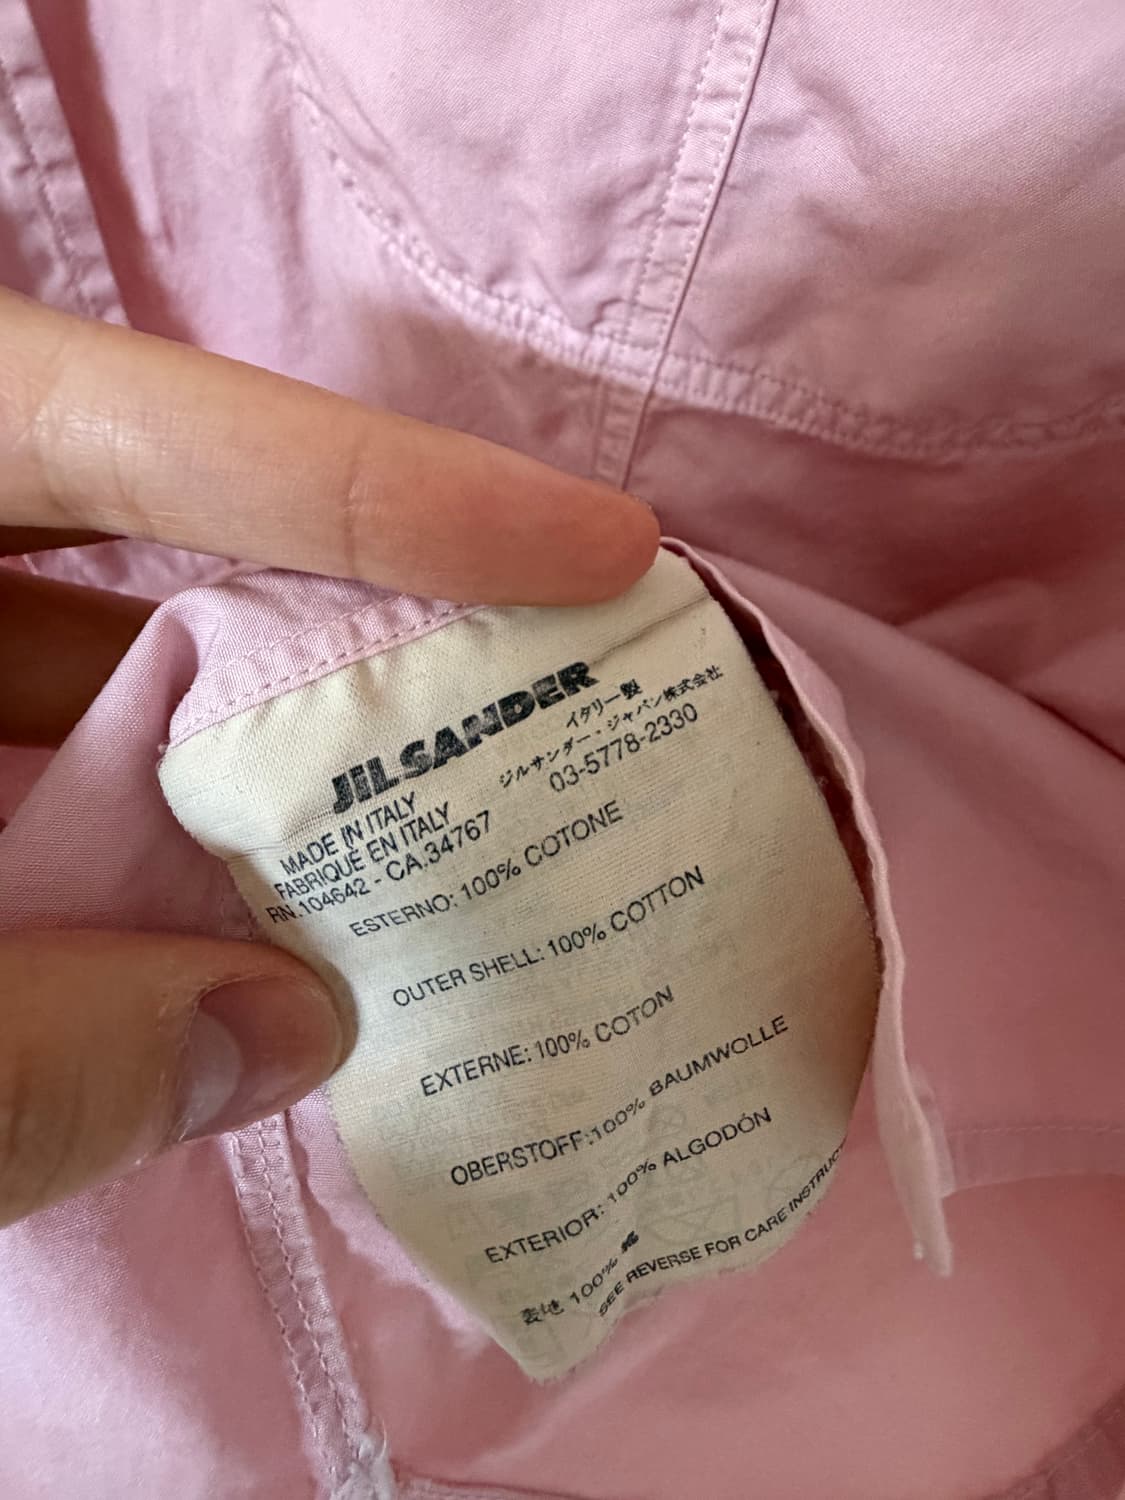 JIL SANDER
MADE IN ITALY
FABRIQUÉ EN ITALY
RN.104642 - CA.34767
イタリー製
ジルサンダー・ジャパン株式会社
03-5778-2330
ESTERNO: 100% COTONE
OUTER SHELL: 100% COTTON
EXTERNE: 100% COTON
OBERSTOFF:100% BAUMWOLLE
EXTERIOR: 100% ALGODÓN
表地 100%
SEE REVERSE FOR CARE